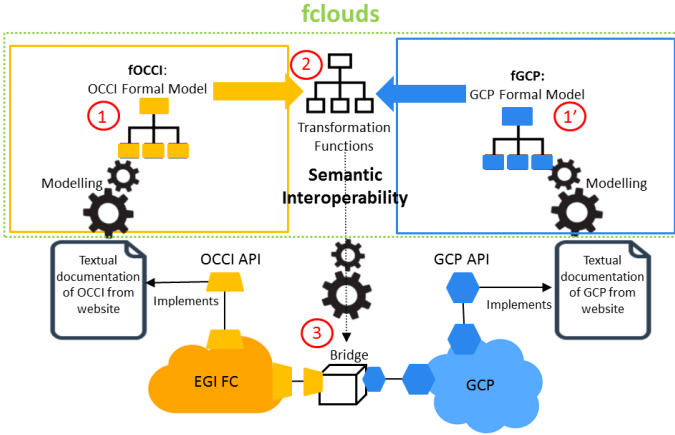 fclouds
fOCCI:
OCCI Formal Model
1
2
Transformation
Functions
fGCP:
GCP Formal Model
1'
Modelling
Semantic
Interoperability
Modelling
Textual
documentation
of OCCI from
website
OCCI API
Implements
GCP API
Implements
Textual
documentation
of GCP from
website
3
Bridge
EGI FC
GCP